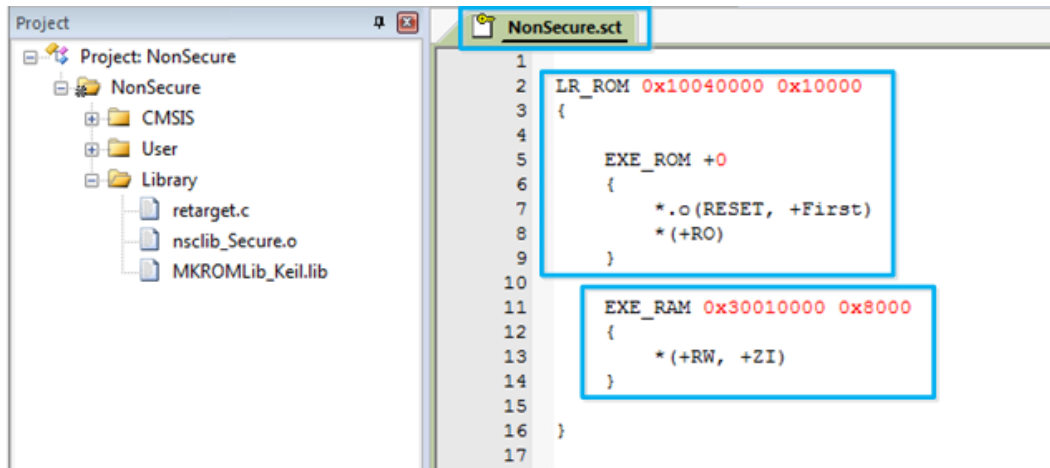 Project
Project: NonSecure
NonSecure
CMSIS
User
Library
retarget.c
nsclib_Secure.o
MKROMLib_Keil.lib
NonSecure.sct
1
2 LR_ROM 0x10040000 0x10000
3 {
4
5 EXE_ROM +0
6 {
7 *.o(RESET, +First)
8 *(+RO)
9 }
10
11 EXE_RAM 0x30010000 0x8000
12 {
13 *(+RW, +ZI)
14 }
15
16 }
17